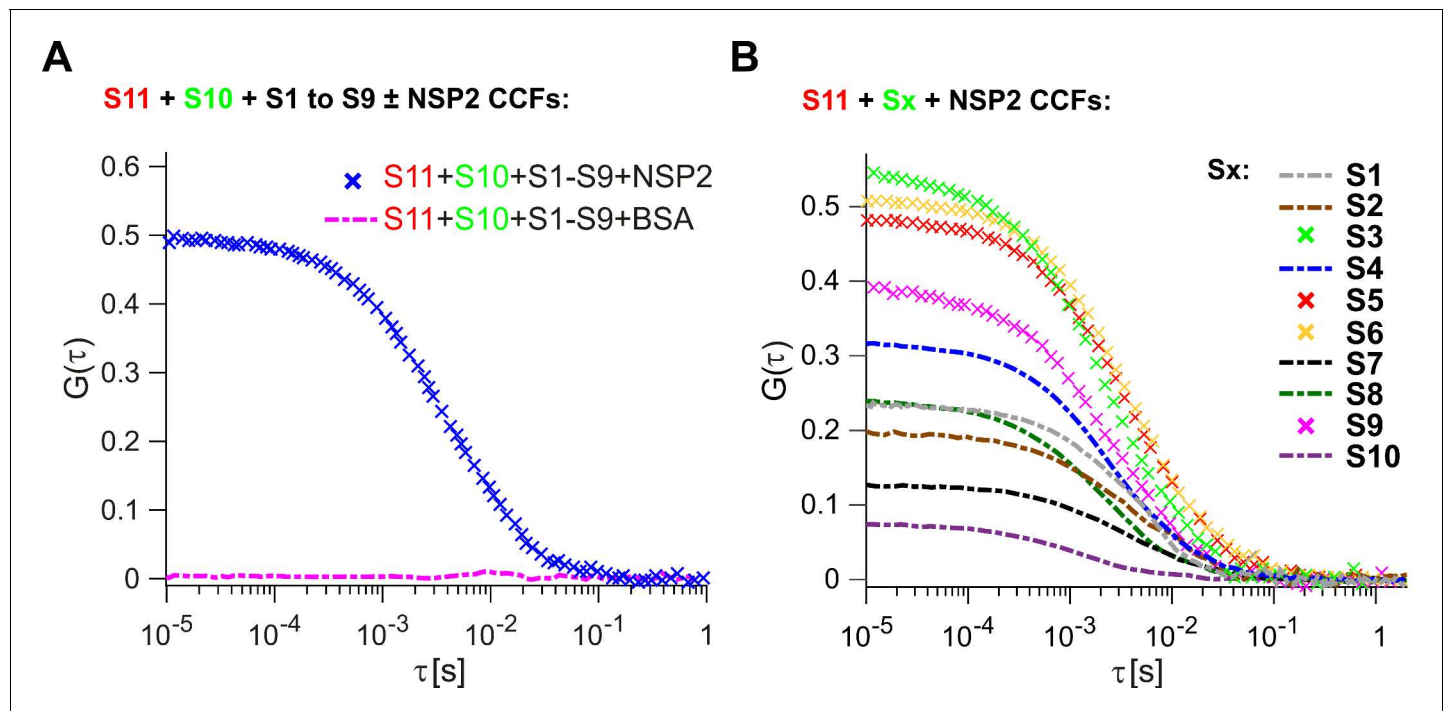 A
S11 + S10 + S1 to S9 ± NSP2 CCFs:
S11+S10+S1-S9+NSP2
S11+S10+S1-S9+BSA
0.6
0.5
0.4
0.3
0.2
0.1
0
G(τ)
10-5 10-4 10-3 10-2 10-1 1
τ[s]
B
S11 + Sx + NSP2 CCFs:
Sx:
S1
S2
S3
S4
S5
S6
S7
S8
S9
S10
0.5
0.4
0.3
0.2
0.1
0
G(τ)
10-5 10-4 10-3 10-2 10-1 1
τ[s]